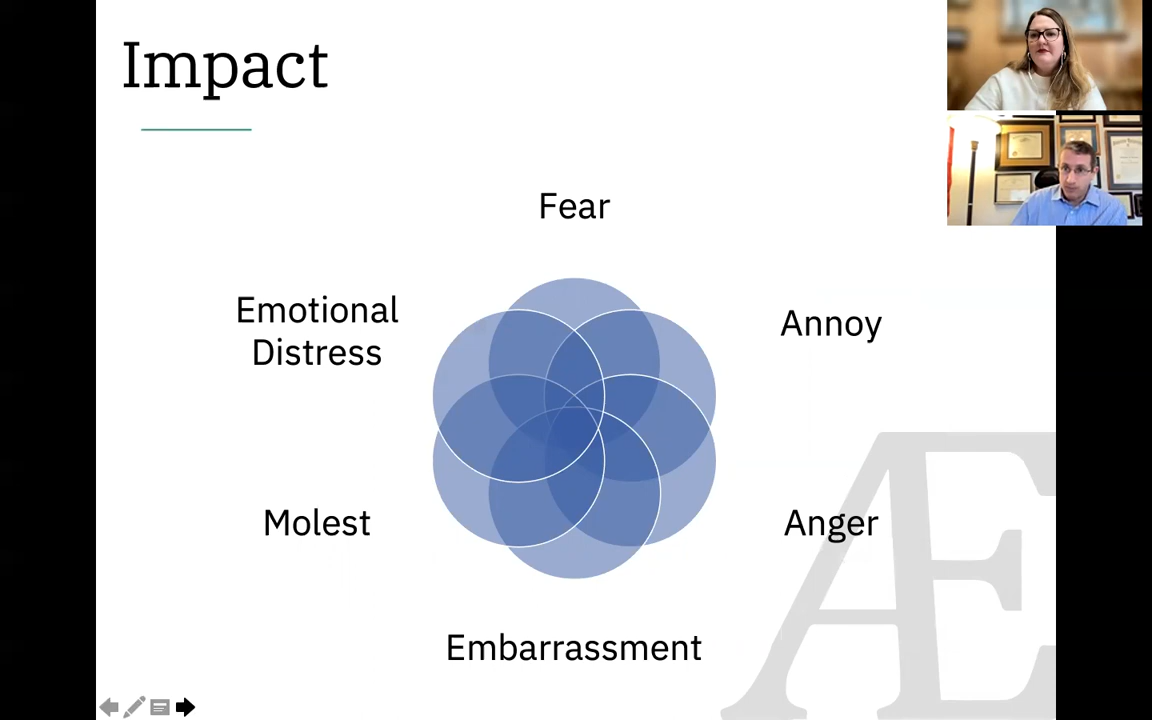 Impact
Fear
Emotional
Distress
Annoy
Molest
Anger
Embarrassment
Æ